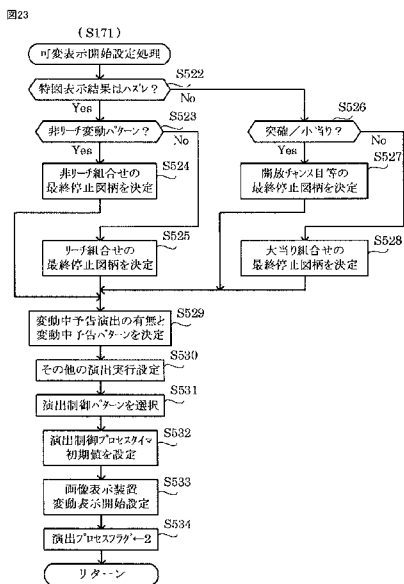 図23
(S171)
可変表示開始設定処理
S522
特図表示結果はハズレ？
No
Yes
S523
非リーチ変動パターン？
No
Yes
S524
非リーチ組合せの
最終停止図柄を決定
S525
リーチ組合せの
最終停止図柄を決定
S526
突確／小当り？
No
Yes
S527
開放チャンス目等の
最終停止図柄を決定
S528
大当り組合せの
最終停止図柄を決定
S529
変動中予告演出の有無と
変動中予告パターンを決定
S530
その他の演出実行設定
S531
演出制御パターンを選択
S532
演出制御プロセスタイマ
初期値を設定
S533
画像表示装置
変動表示開始設定
S534
演出プロセスフラグ←2
リターン